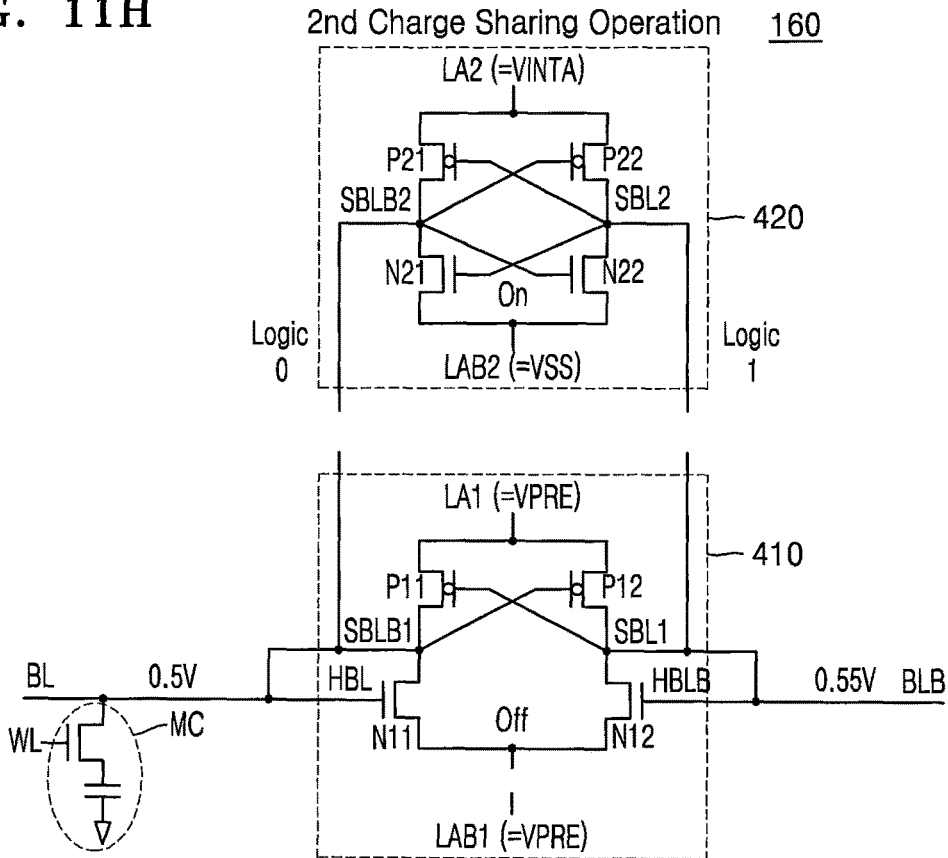 G. 11H
2nd Charge Sharing Operation
160
LA2 (=VINTA)
P21
P22
SBLB2
SBL2
420
N21
N22
On
Logic
0
Logic
1
LAB2 (=VSS)
LA1 (=VPRE)
410
P11
P12
SBLB1
SBL1
BL
0.5V
HBL
HBLB
0.55V
BLB
WL
MC
N11
Off
N12
LAB1 (=VPRE)